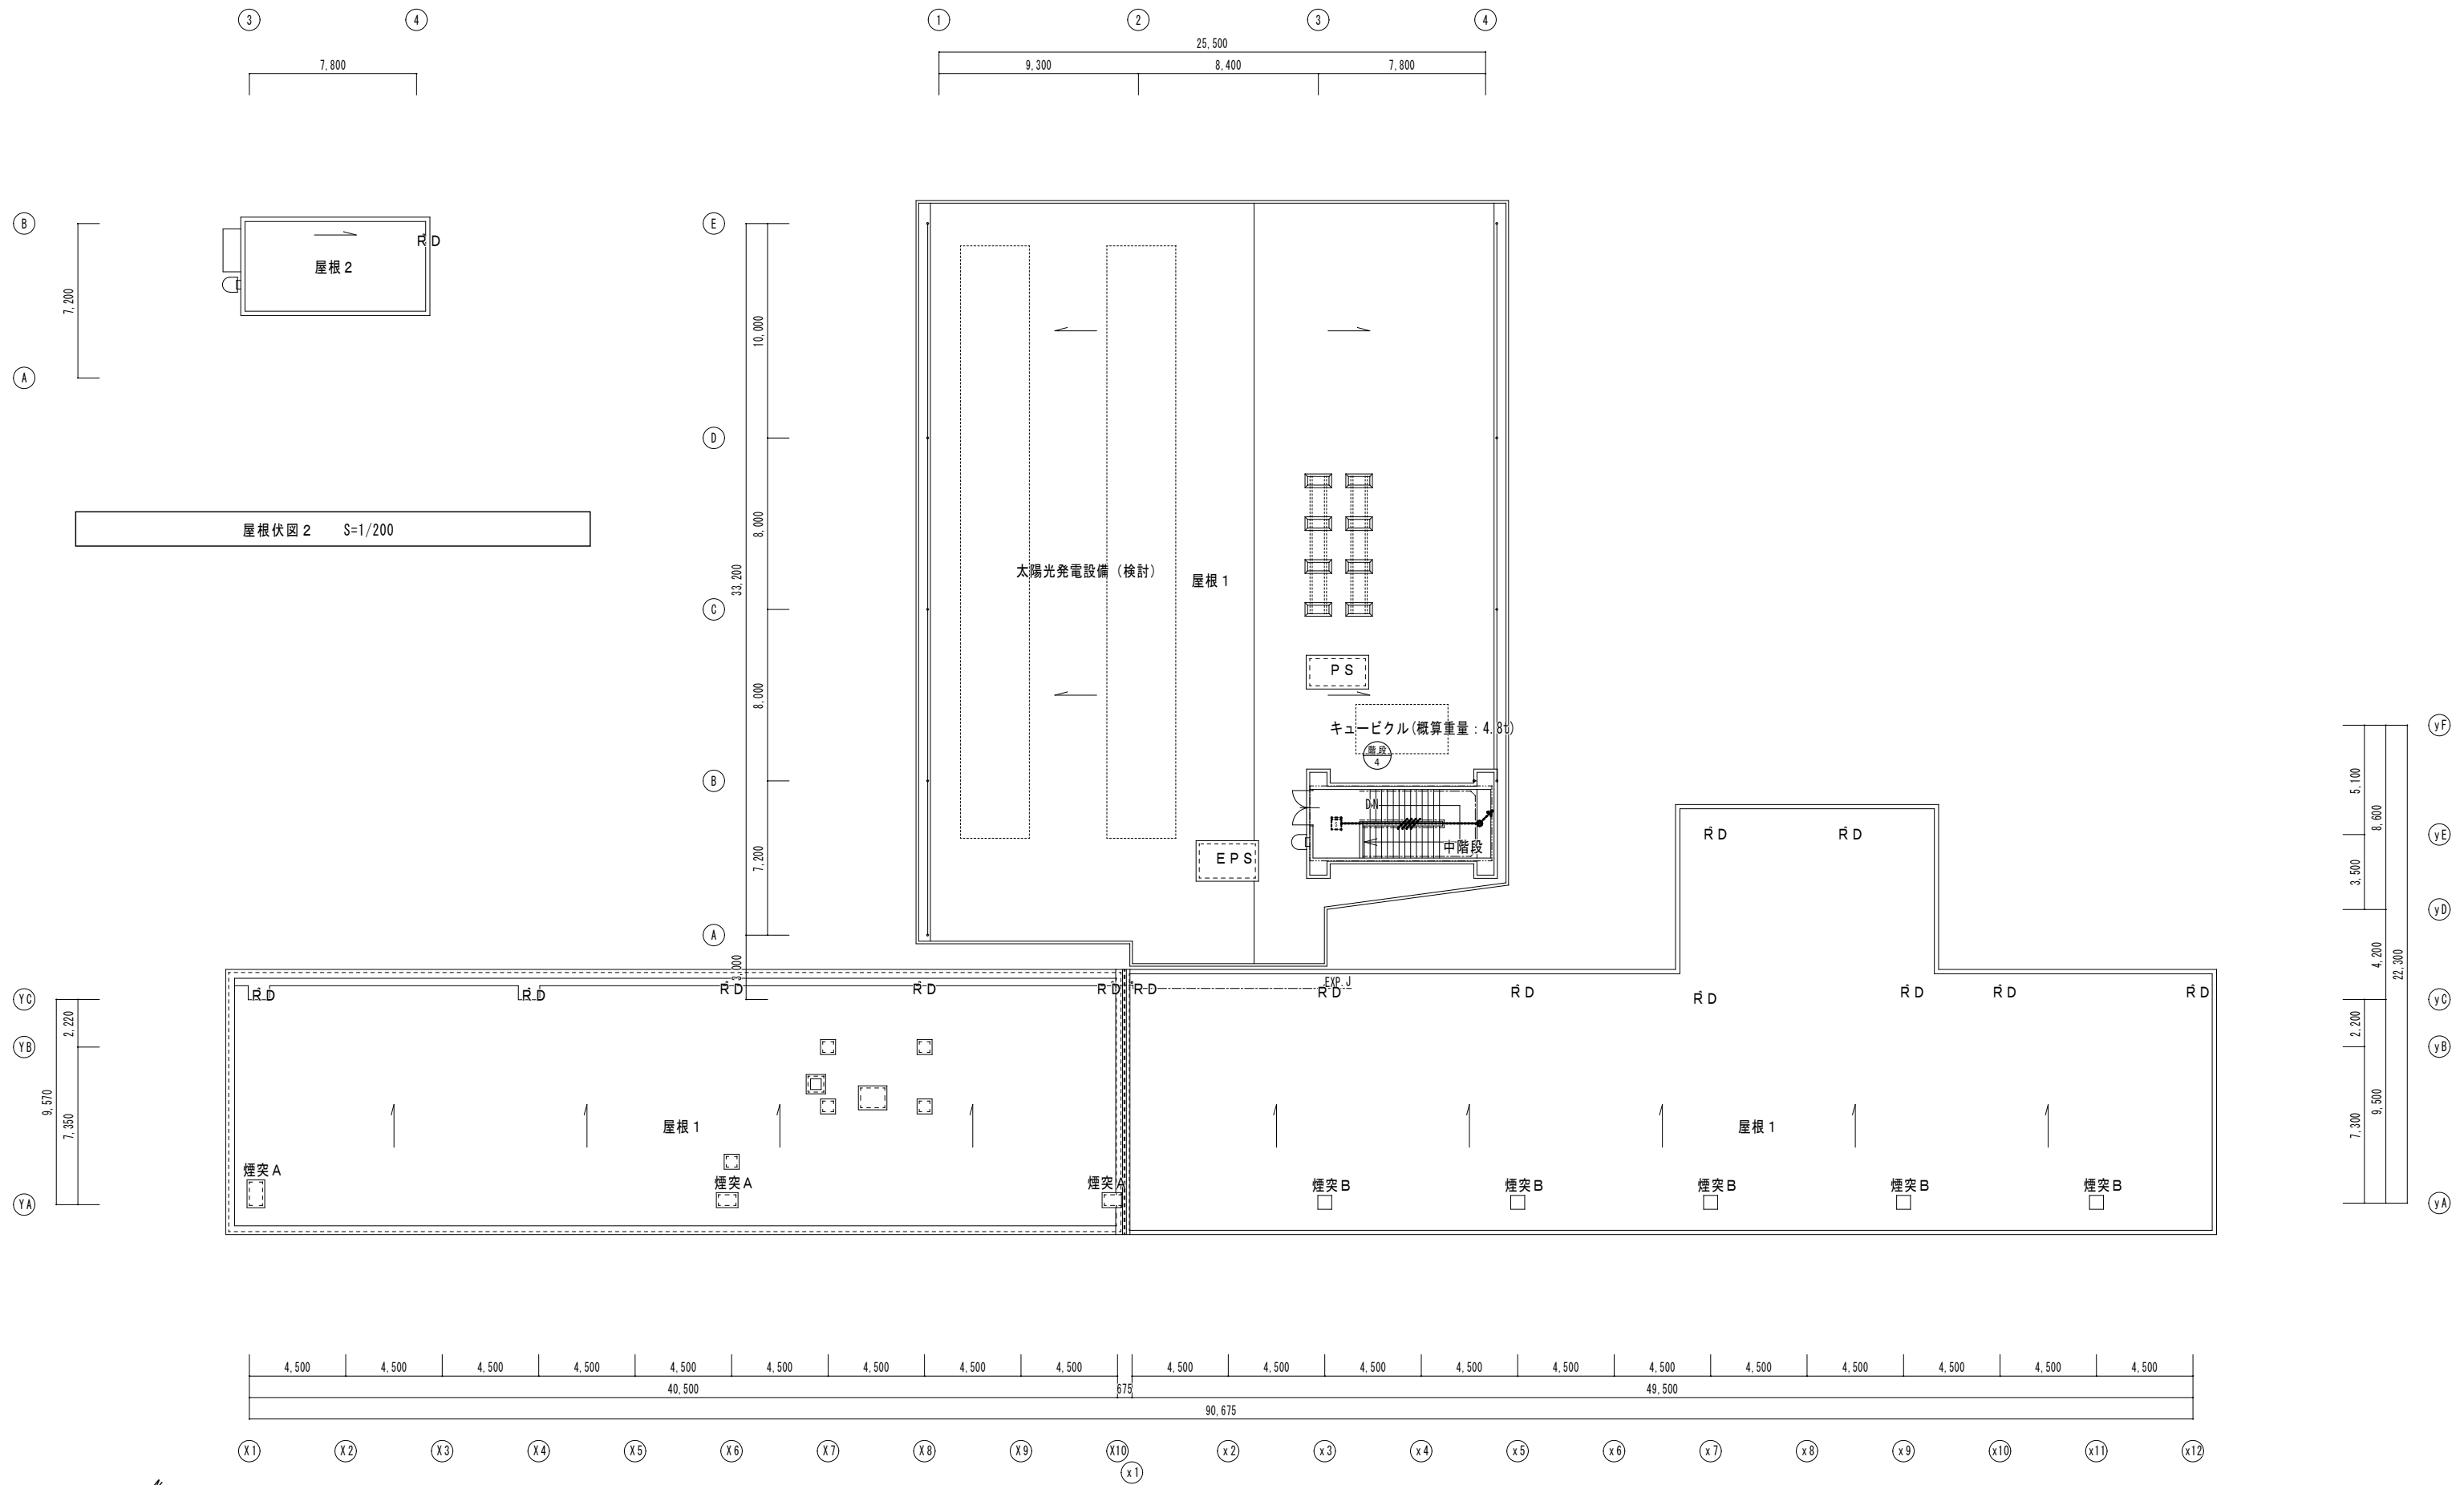 3 4 1 2 3 4
25,500
7,800 9,300 8,400 7,800
B
A
7,200
屋根２
ＲＤ
屋根伏図２ S=1/200
E
D
C
B
A
10,000
8,000
33,200
8,000
7,200
3,000
太陽光発電設備（検討）
屋根１
ＰＳ
キュービクル(概算重量：4.8t)
階段
4
DN
中階段
ＥＰＳ
ＲＤ ＲＤ
EXP.J
ＲＤ ＲＤ ＲＤ ＲＤ ＲＤ ＲＤ ＲＤ ＲＤ ＲＤ ＲＤ ＲＤ ＲＤ
yF
yE
yD
yC
yB
yA
5,100
8,600
3,500
4,200
22,300
2,200
9,500
7,300
YC
YB
YA
2,220
9,570
7,350
屋根１ 屋根１
煙突Ａ 煙突Ａ 煙突Ａ 煙突Ｂ 煙突Ｂ 煙突Ｂ 煙突Ｂ 煙突Ｂ
4,500 4,500 4,500 4,500 4,500 4,500 4,500 4,500 4,500 4,500 4,500 4,500 4,500 4,500 4,500 4,500 4,500 4,500 4,500 4,500
40,500 675 49,500
90,675
X1 X2 X3 X4 X5 X6 X7 X8 X9 X10 x2 x3 x4 x5 x6 x7 x8 x9 x10 x11 x12
x1